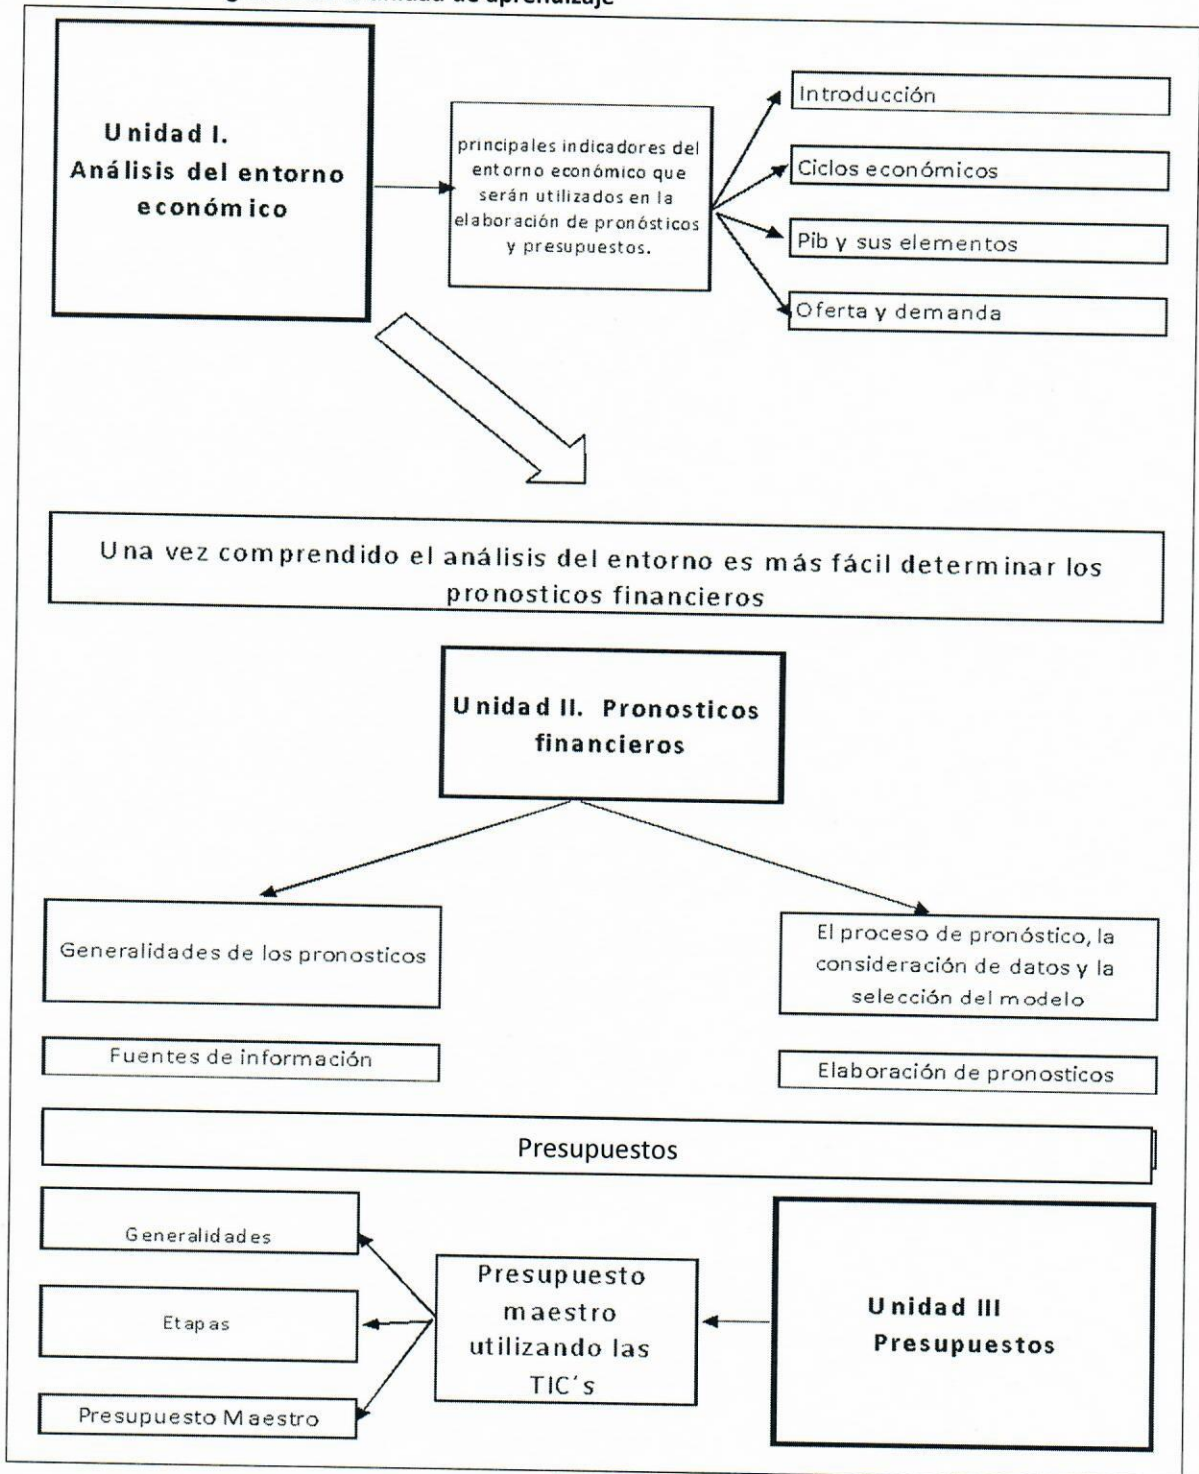 de aprendizaje
Unidad I.
Análisis del entorno
económico
principales indicadores del
entorno económico que
serán utilizados en la
elaboración de pronósticos
y presupuestos.
Introducción
Ciclos económicos
Pib y sus elementos
Oferta y demanda
Una vez comprendido el análisis del entorno es más fácil determinar los
pronosticos financieros
Unidad II. Pronosticos
financieros
Generalidades de los pronosticos
El proceso de pronóstico, la
consideración de datos y la
selección del modelo
Fuentes de información
Elaboración de pronosticos
Presupuestos
Generalidades
Etapas
Presupuesto Maestro
Presupuesto
maestro
utilizando las
TIC´s
Unidad III
Presupuestos